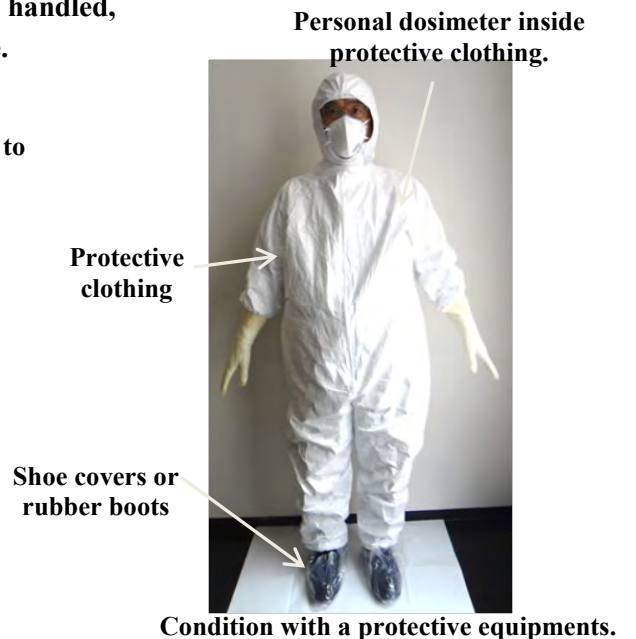 handled,
.
to
Personal dosimeter inside
protective clothing.
Protective
clothing
Shoe covers or
rubber boots
Condition with a protective equipments.